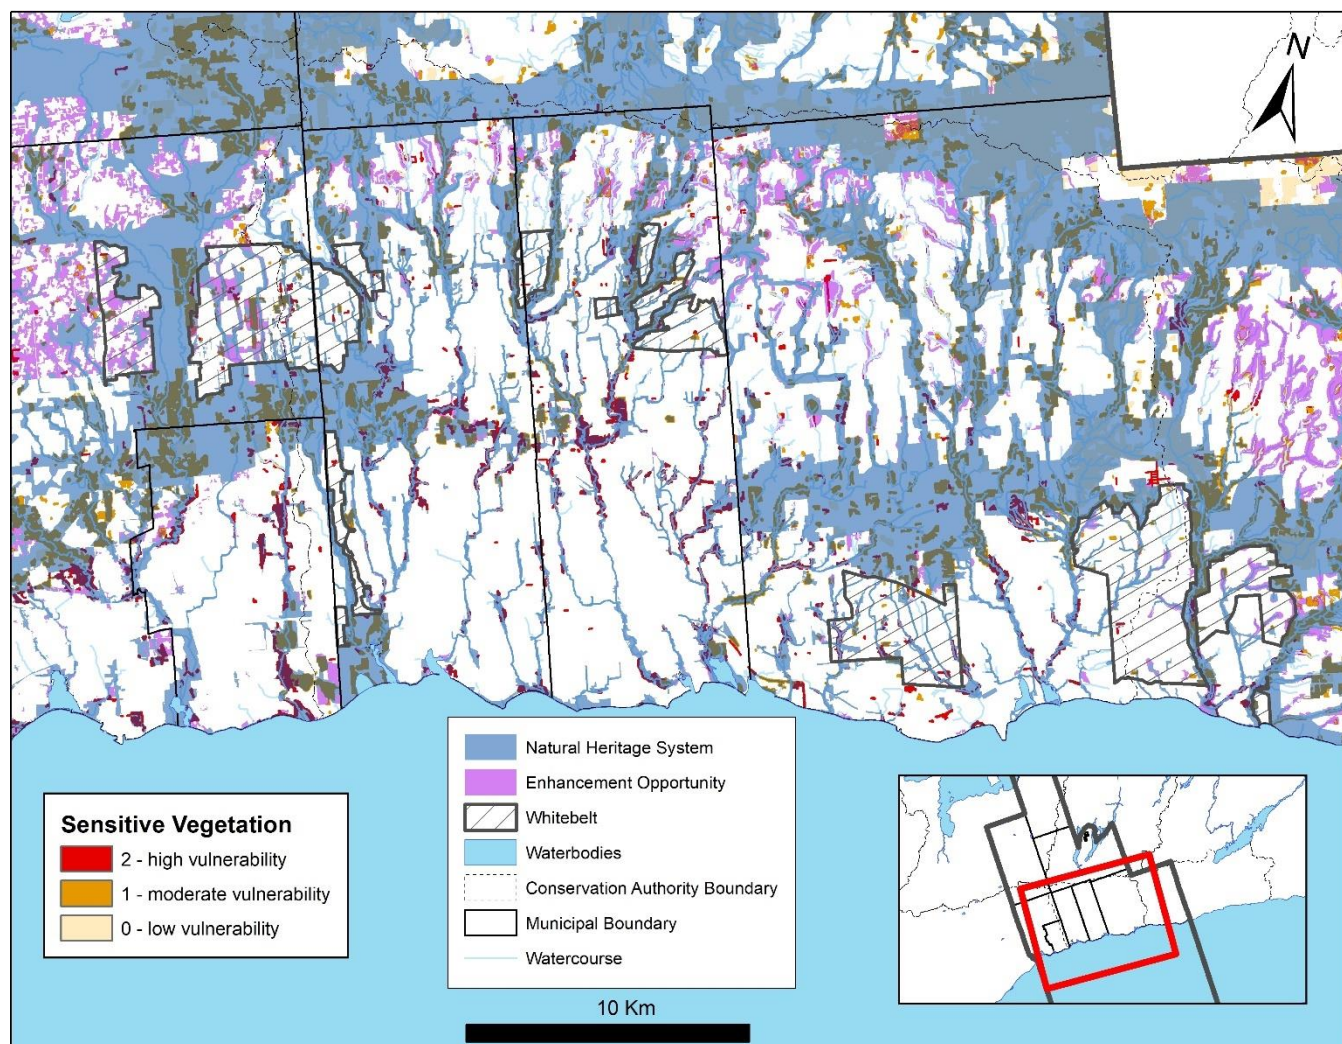 N
Natural Heritage System
Enhancement Opportunity
Whitebelt
Waterbodies
Conservation Authority Boundary
Municipal Boundary
Watercourse
Sensitive Vegetation
2 - high vulnerability
1 - moderate vulnerability
0 - low vulnerability
10 Km